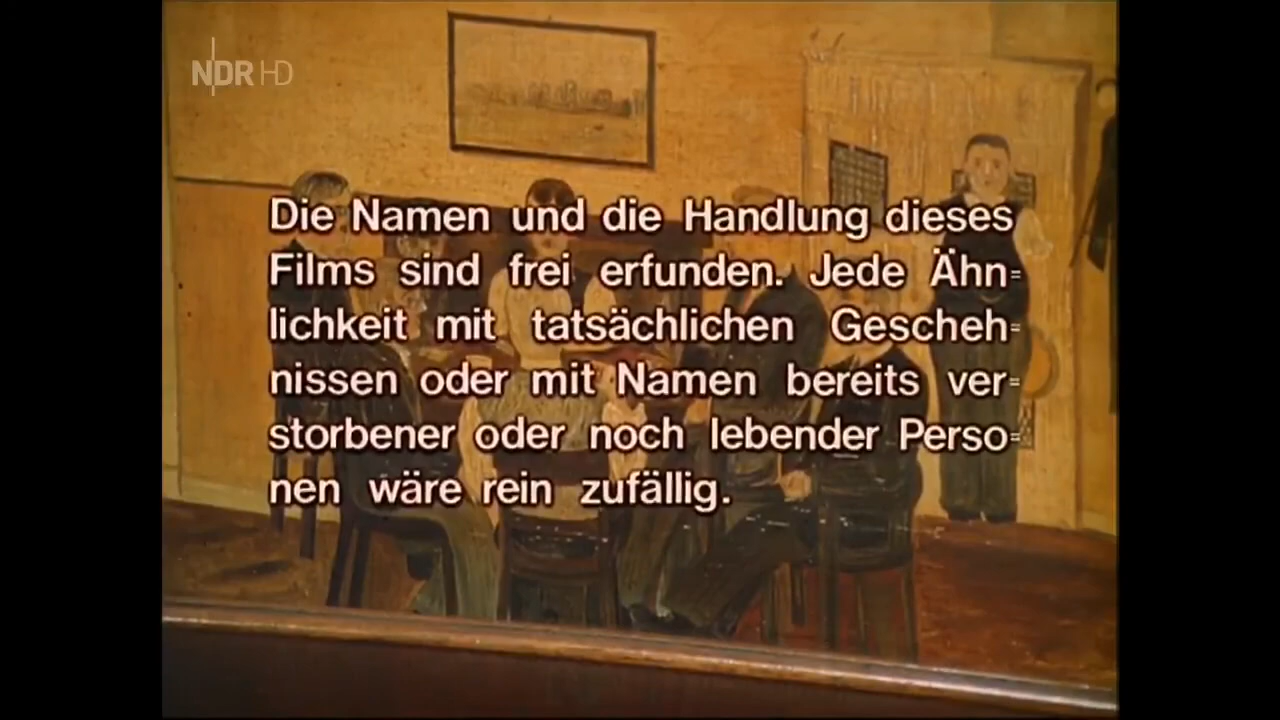 NDR HD
Die Namen und die Handlung dieses
Films sind frei erfunden. Jede Ähn=
lichkeit mit tatsächlichen Gescheh=
nissen oder mit Namen bereits ver=
storbener oder noch lebender Perso=
nen wäre rein zufällig.